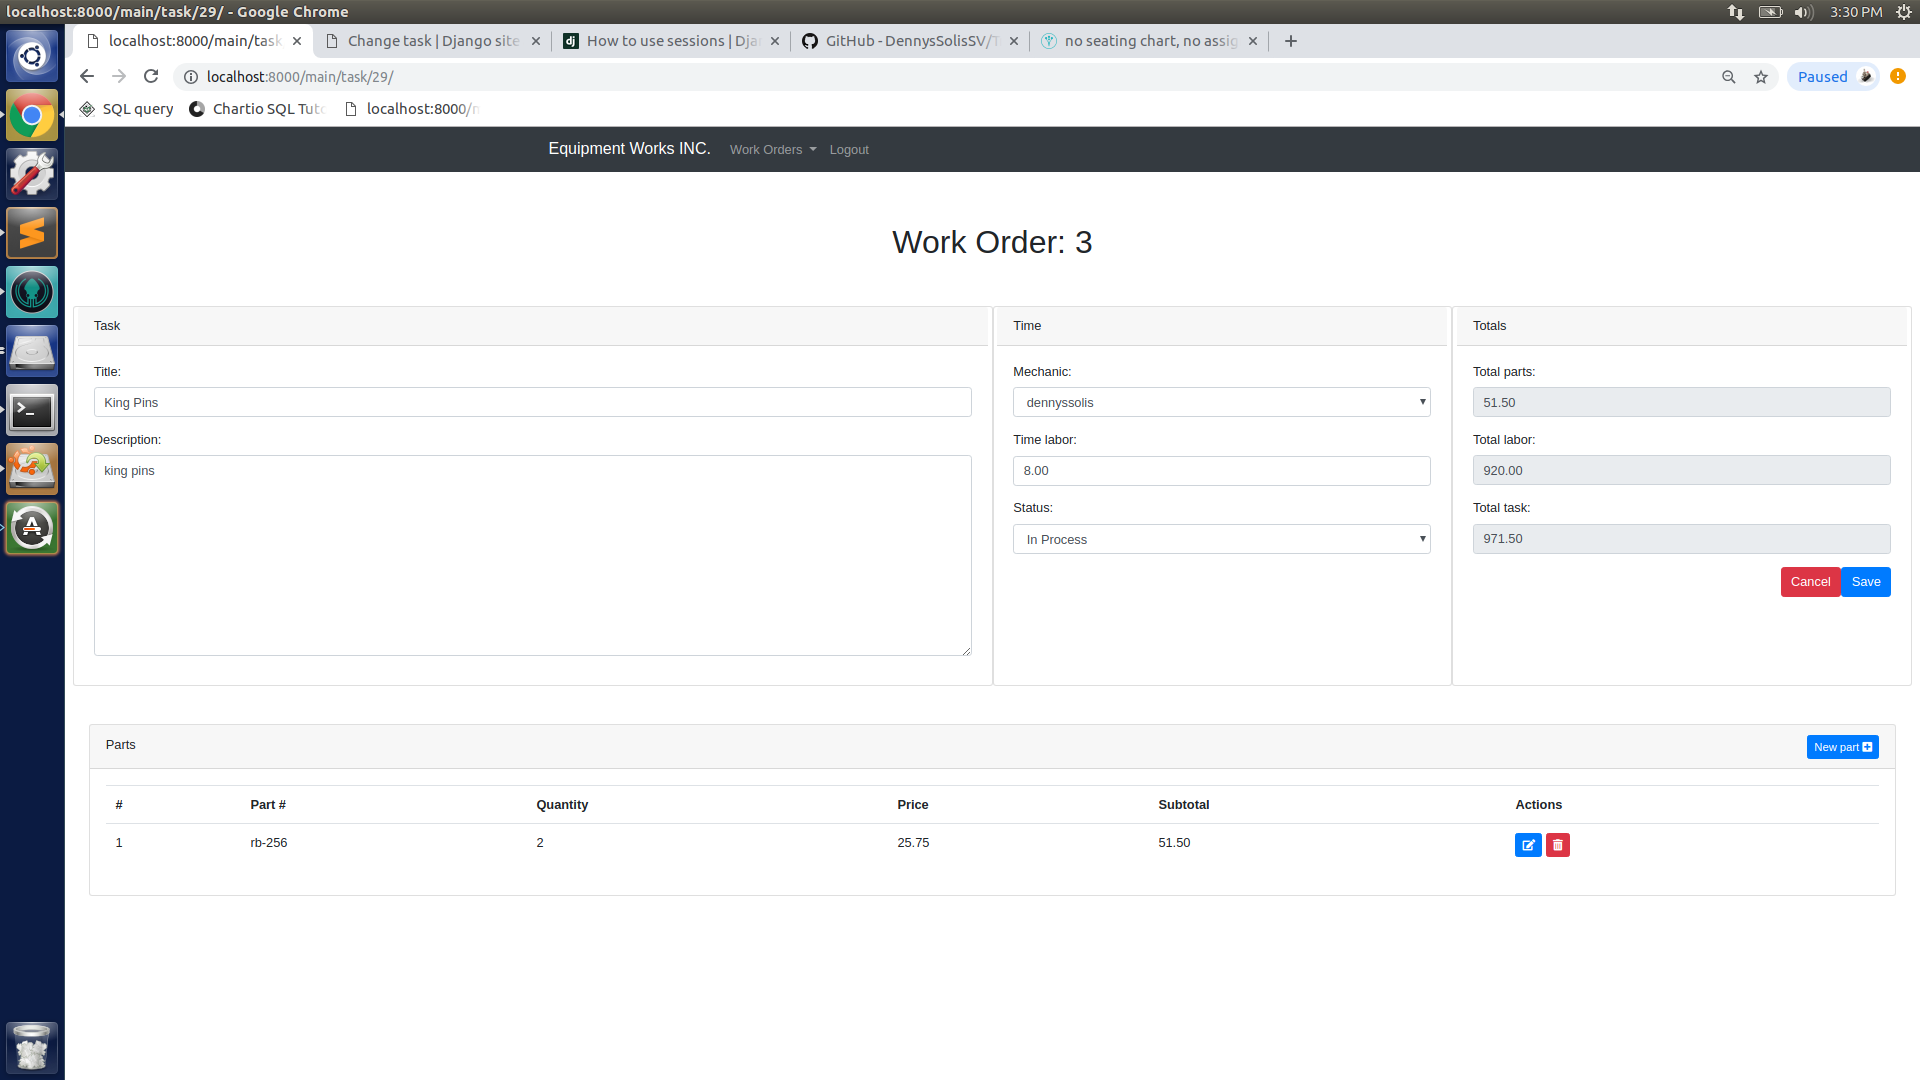 localhost:8000/main/task/29/ - Google Chrome
3:30 PM
localhost:8000/main/task
Change task | Django site
How to use sessions | Dja
GitHub - DennysSolisSV/T
no seating chart, no assig
localhost:8000/main/task/29/
Paused
SQL query
Chartio SQL Tuto
localhost:8000/m
Equipment Works INC.
Work Orders
Logout
Work Order: 3
Task
Time
Totals
Title:
Mechanic:
Total parts:
King Pins
dennyssolis
51.50
Description:
Time labor:
Total labor:
king pins
8.00
920.00
Status:
Total task:
In Process
971.50
Cancel
Save
Parts
New part
# Part # Quantity Price Subtotal Actions
1 rb-256 2 25.75 51.50